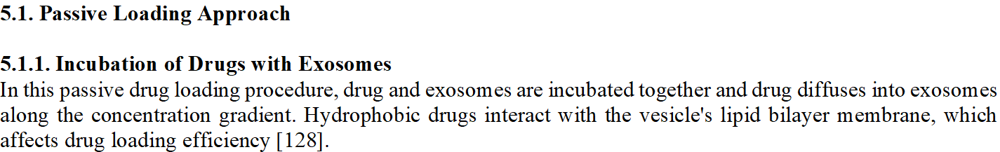 5.1. Passive Loading Approach
5.1.1. Incubation of Drugs with Exosomes
In this passive drug loading procedure, drug and exosomes are incubated together and drug diffuses into exosomes
along the concentration gradient. Hydrophobic drugs interact with the vesicle's lipid bilayer membrane, which
affects drug loading efficiency [128].